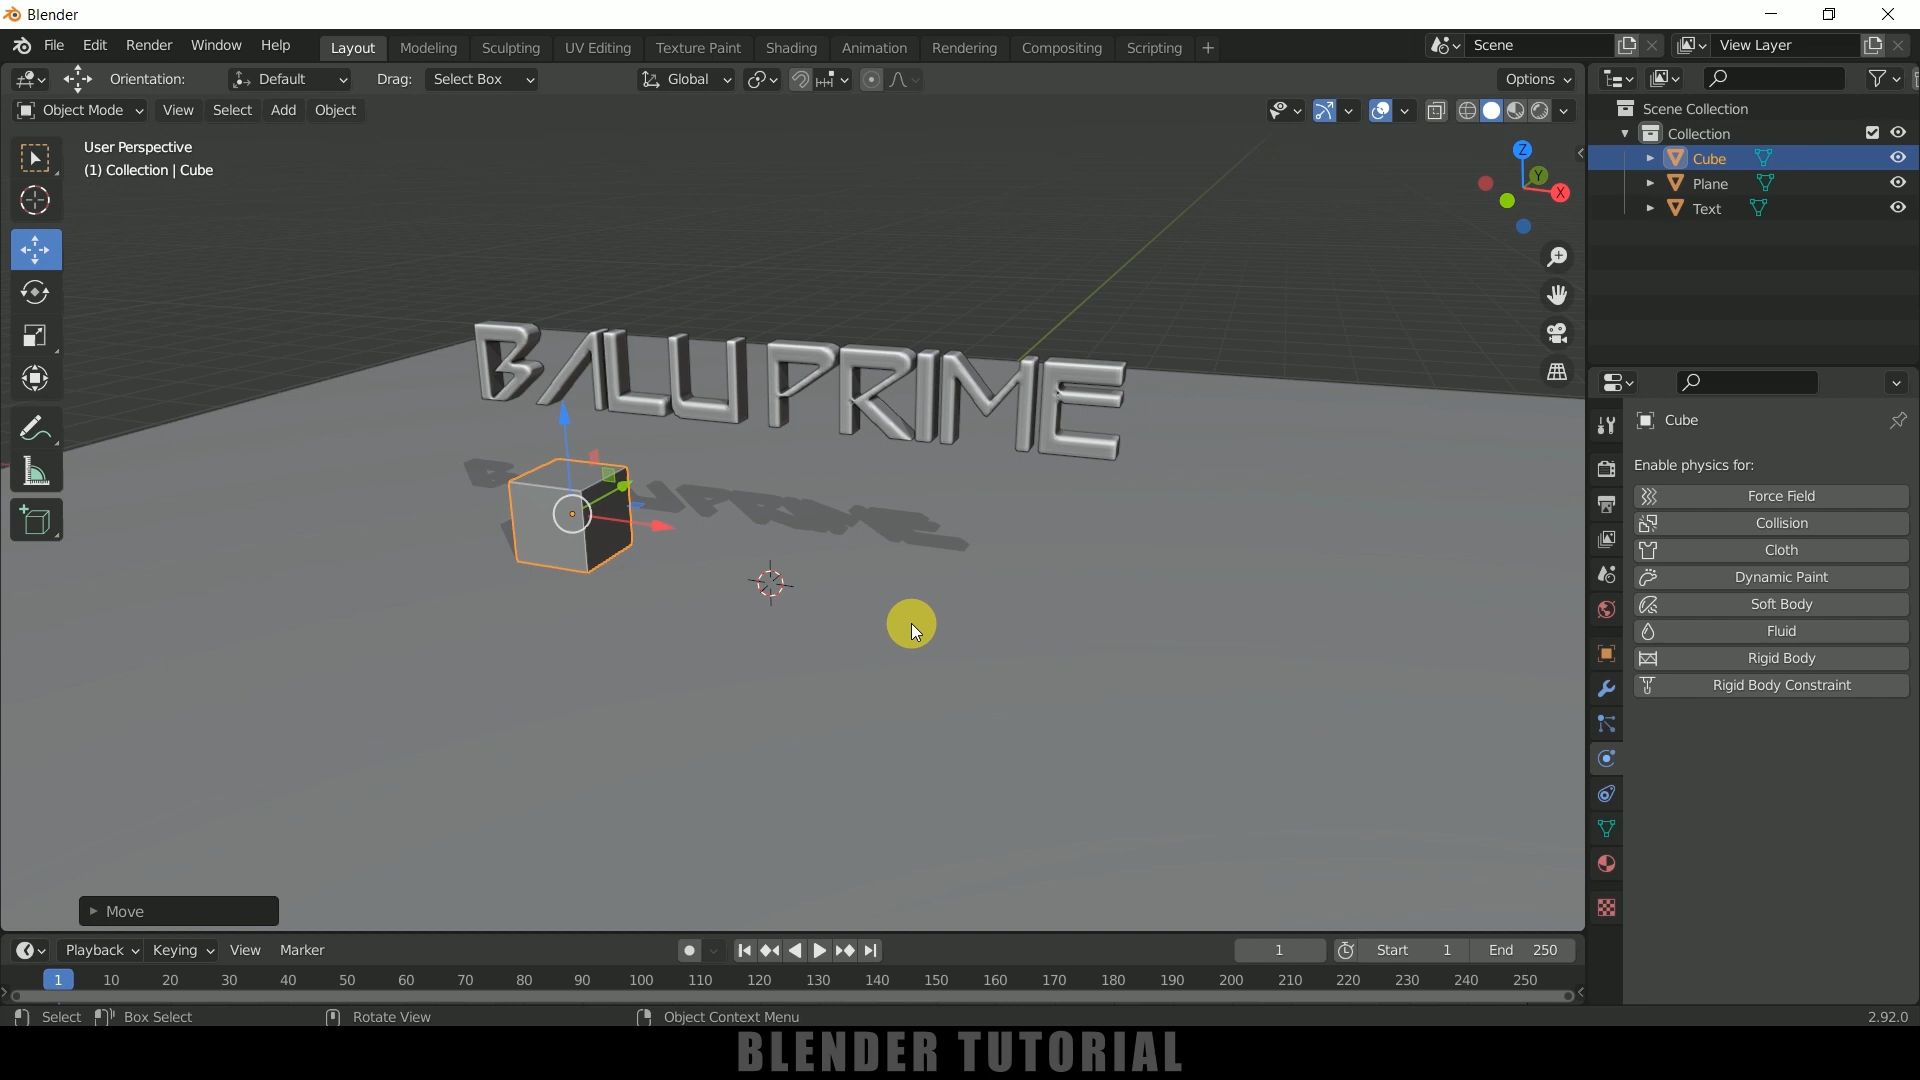 Blender
File Edit Render Window Help Layout Modeling Sculpting UV Editing Texture Paint Shading Animation Rendering Compositing Scripting + Scene View Layer
Orientation: Default Drag: Select Box Global Options
Object Mode View Select Add Object
User Perspective
(1) Collection | Cube
Z
Y
X
BALU PRIME
Move
Scene Collection
Collection
Cube
Plane
Text
Cube
Enable physics for:
Force Field
Collision
Cloth
Dynamic Paint
Soft Body
Fluid
Rigid Body
Rigid Body Constraint
Playback Keying View Marker 1 Start 1 End 250
1 10 20 30 40 50 60 70 80 90 100 110 120 130 140 150 160 170 180 190 200 210 220 230 240 250
Select Box Select Rotate View Object Context Menu 2.92.0
BLENDER TUTORIAL